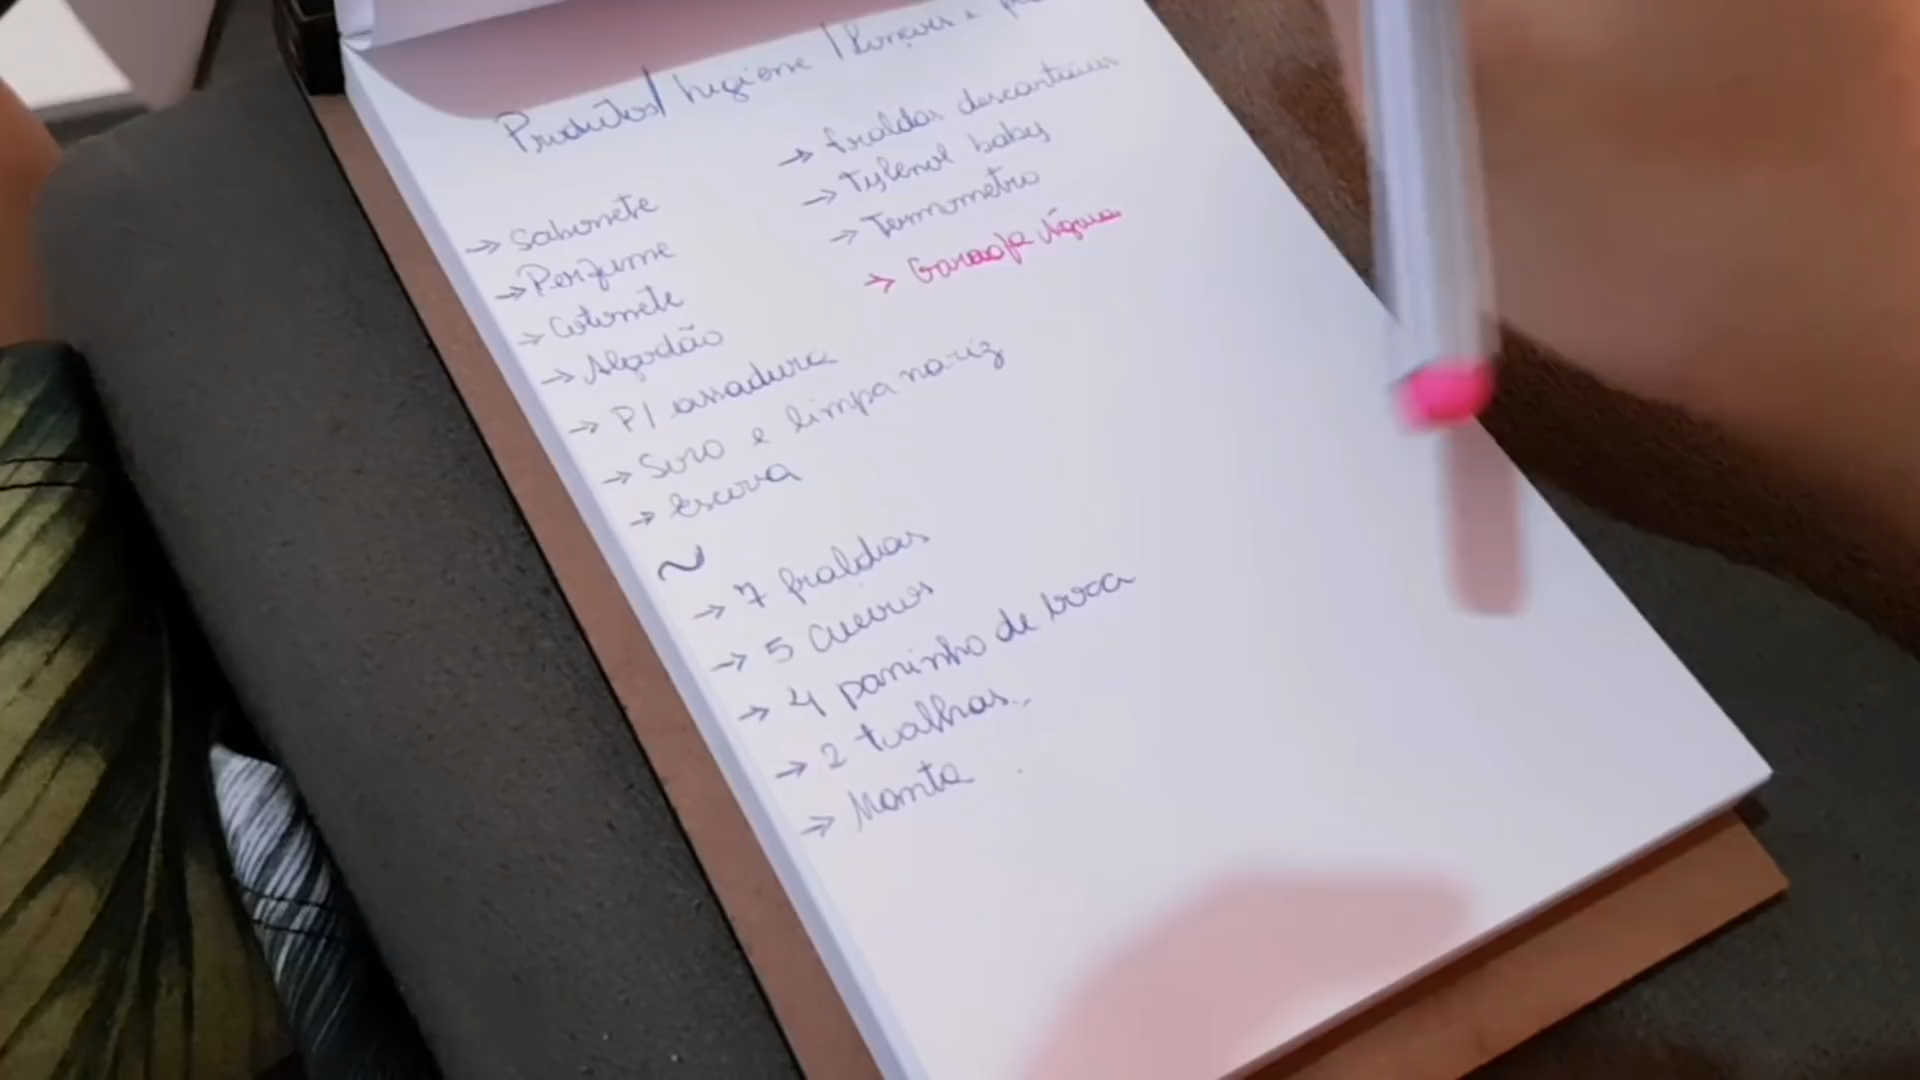 Produtos/ higiene /
→ Sabonete
→ Perfume
→ Cotonete
→ Algodão
→ P/ assadura
→ Soro e limpa nariz
→ Escova
~
→ 7 fraldas
→ 5 cueiros
→ 4 paninho de boca
→ 2 toalhas
→ Manta
→ fraldas descartáveis
→ Tylenol baby
→ Termometro
→ Garrafa Água